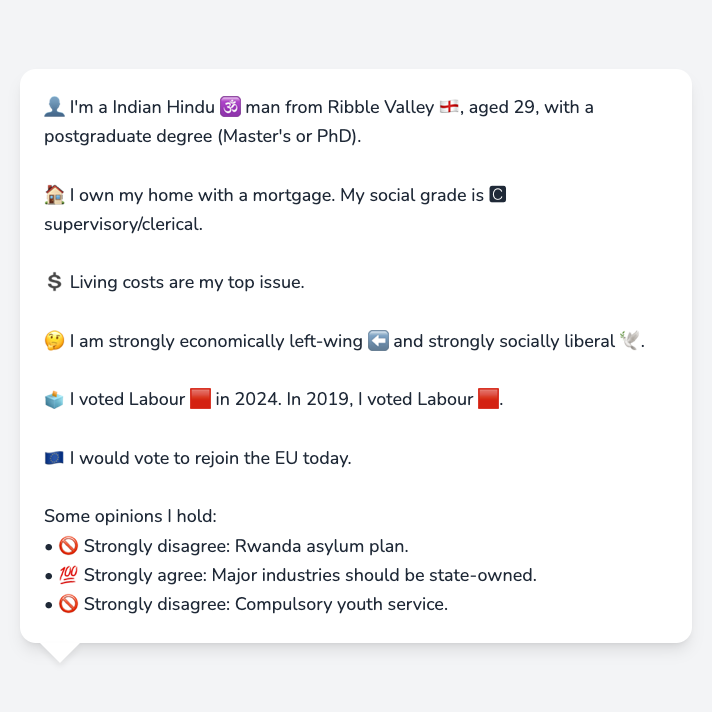 👤 I'm a Indian Hindu 🕉️ man from Ribble Valley 🏴󠁧󠁢󠁥󠁮󠁧󠁿, aged 29, with a
postgraduate degree (Master's or PhD).
🏠 I own my home with a mortgage. My social grade is 🅲
supervisory/clerical.
💲 Living costs are my top issue.
🤔 I am strongly economically left-wing ⬅️ and strongly socially liberal 🕊️.
🗳️ I voted Labour 🟥 in 2024. In 2019, I voted Labour 🟥.
🇪🇺 I would vote to rejoin the EU today.
Some opinions I hold:
• 🚫 Strongly disagree: Rwanda asylum plan.
• 💯 Strongly agree: Major industries should be state-owned.
• 🚫 Strongly disagree: Compulsory youth service.